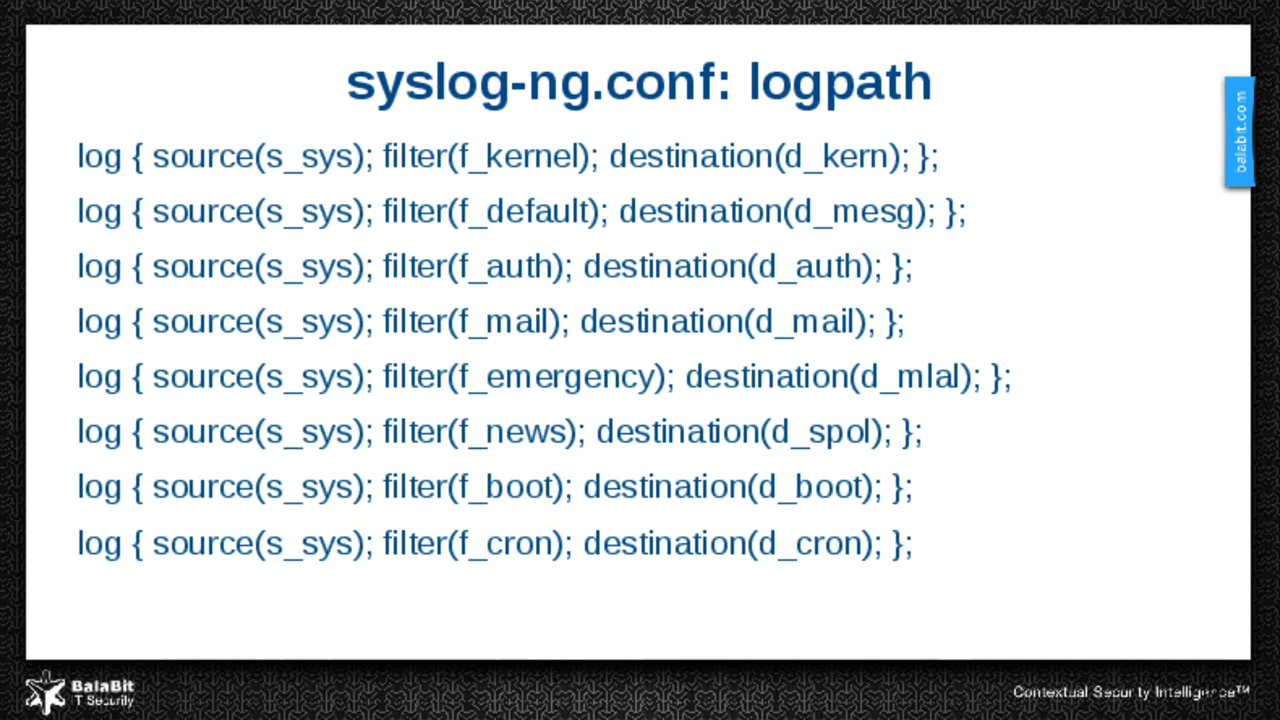 syslog-ng.conf: logpath
balabit.com
log { source(s_sys); filter(f_kernel); destination(d_kern); };
log { source(s_sys); filter(f_default); destination(d_mesg); };
log { source(s_sys); filter(f_auth); destination(d_auth); };
log { source(s_sys); filter(f_mail); destination(d_mail); };
log { source(s_sys); filter(f_emergency); destination(d_mlal); };
log { source(s_sys); filter(f_news); destination(d_spol); };
log { source(s_sys); filter(f_boot); destination(d_boot); };
log { source(s_sys); filter(f_cron); destination(d_cron); };
BalaBit
IT Security
Contextual Security Intelligence™